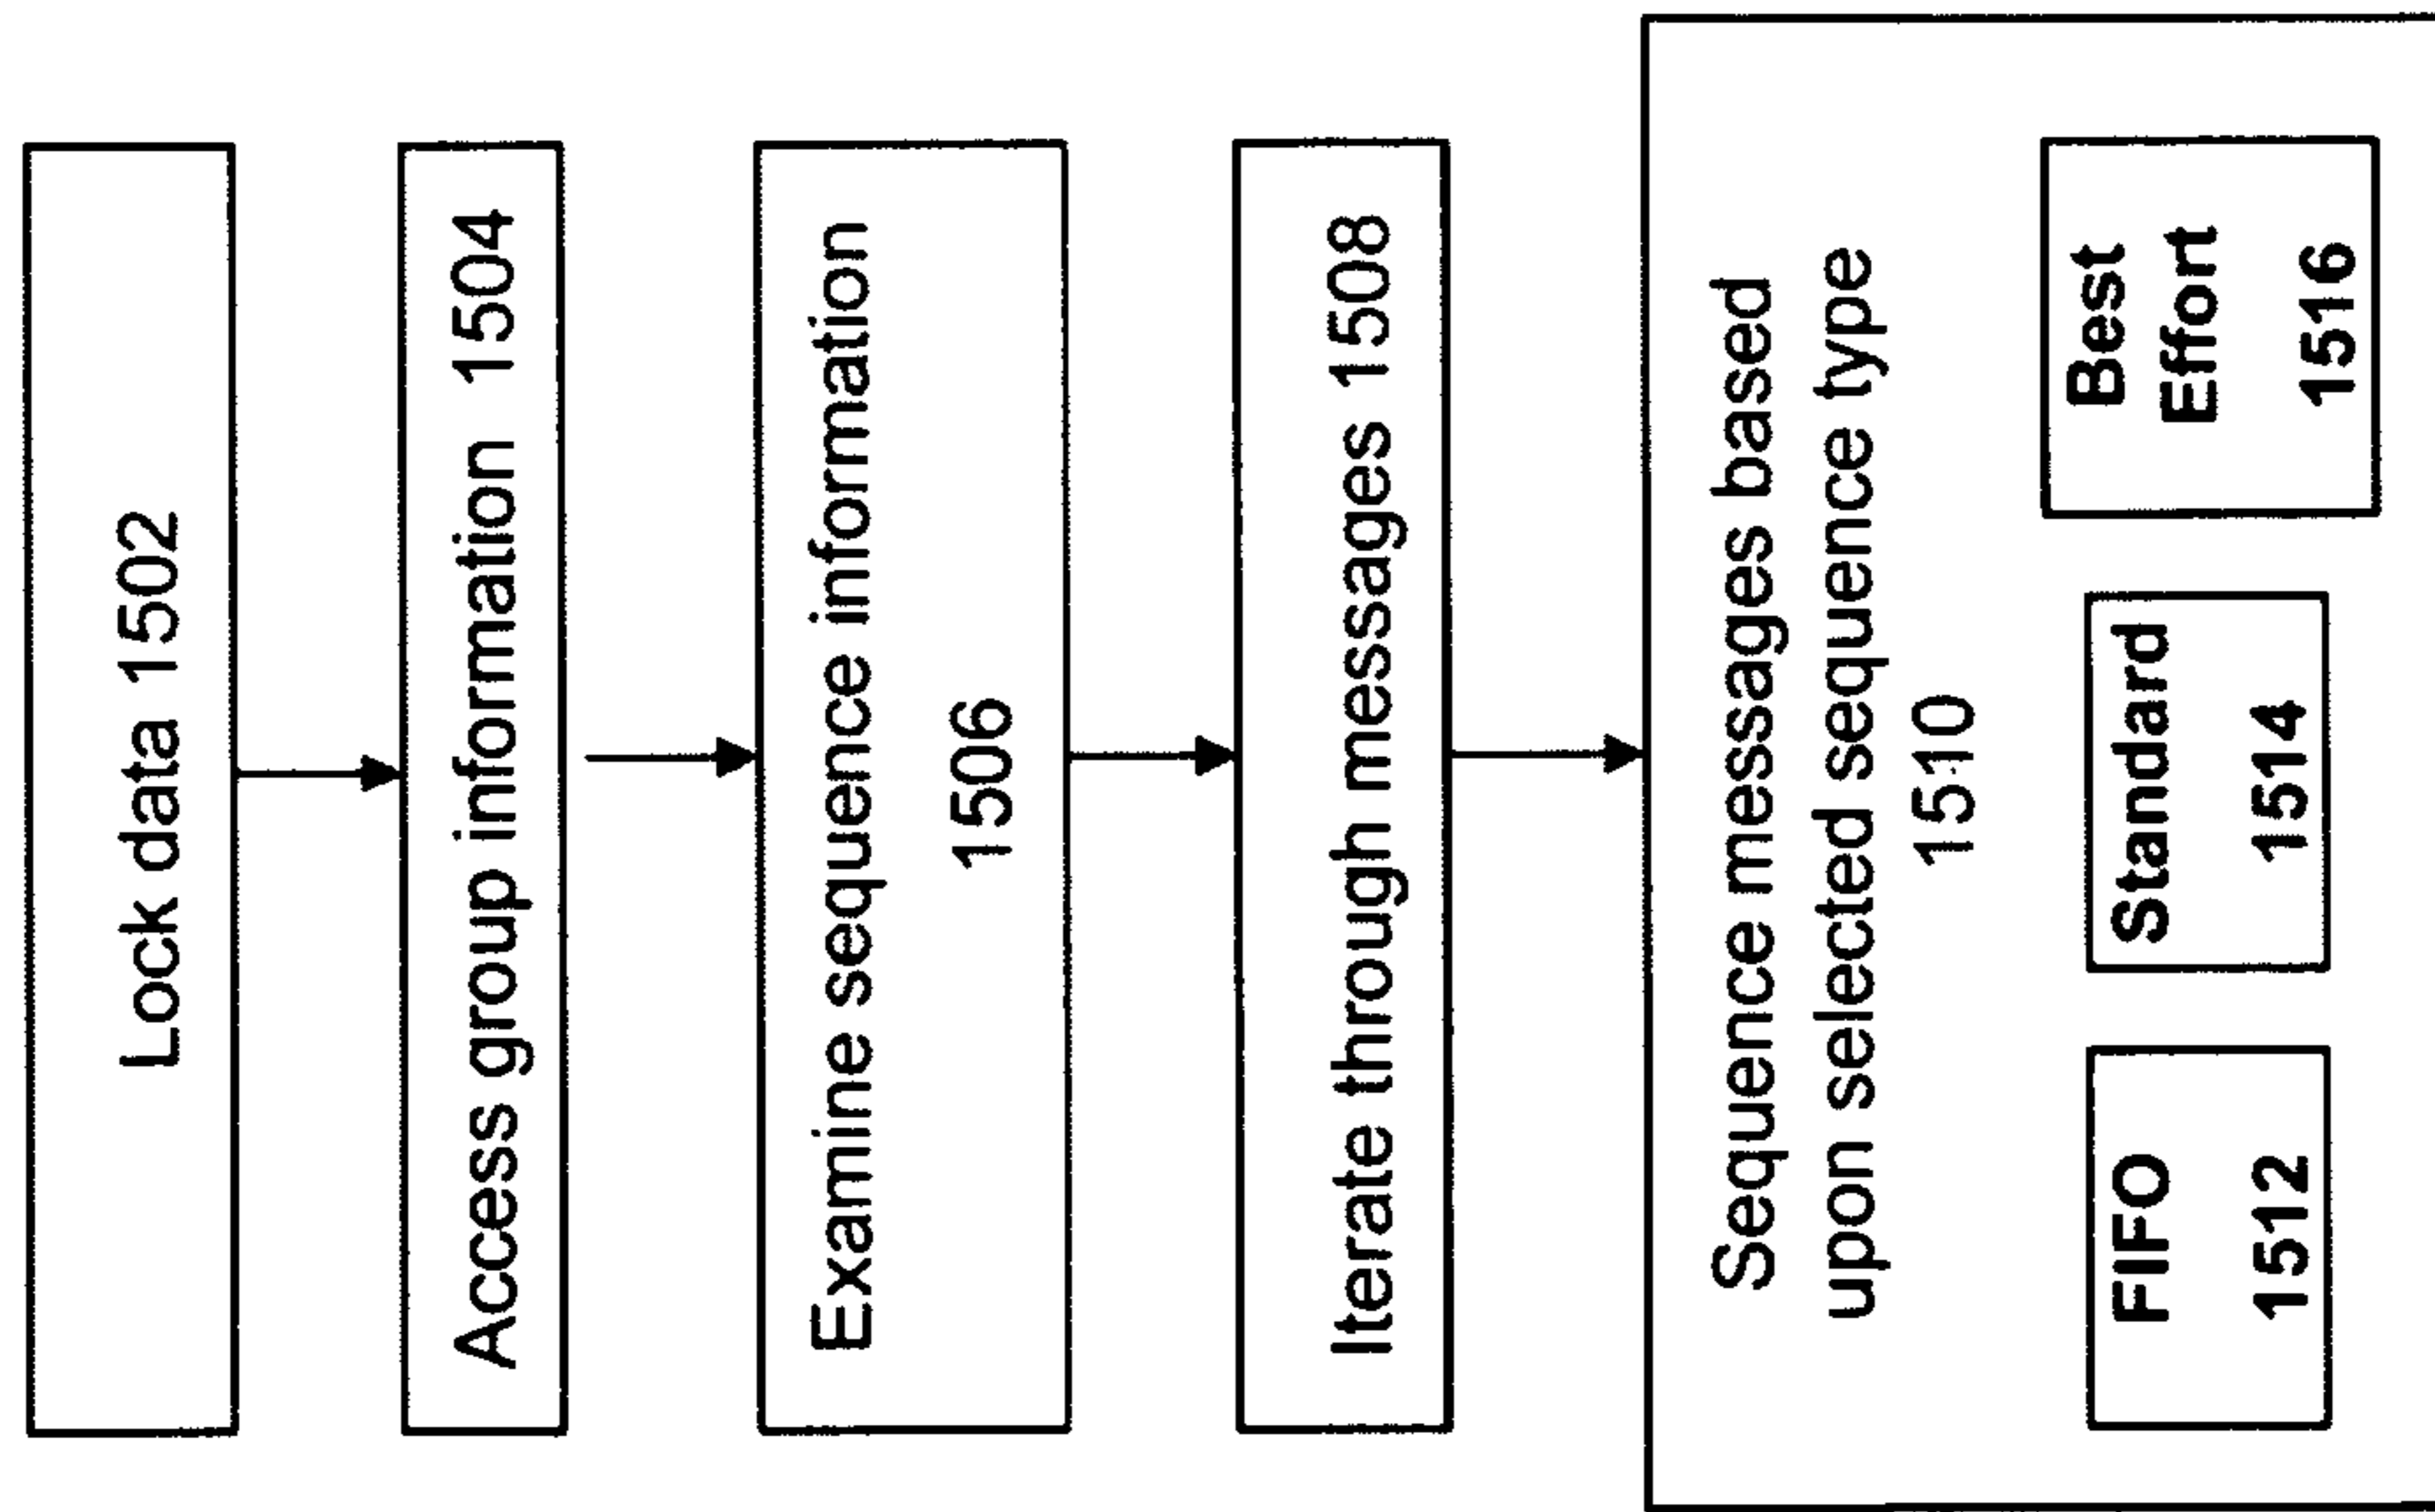 Lock data 1502
Access group information 1504
Examine sequence information
1506
Iterate through messages 1508
Sequence messages based
upon selected sequence type
1510
FIFO
1512
Standard
1514
Best
Effort
1516